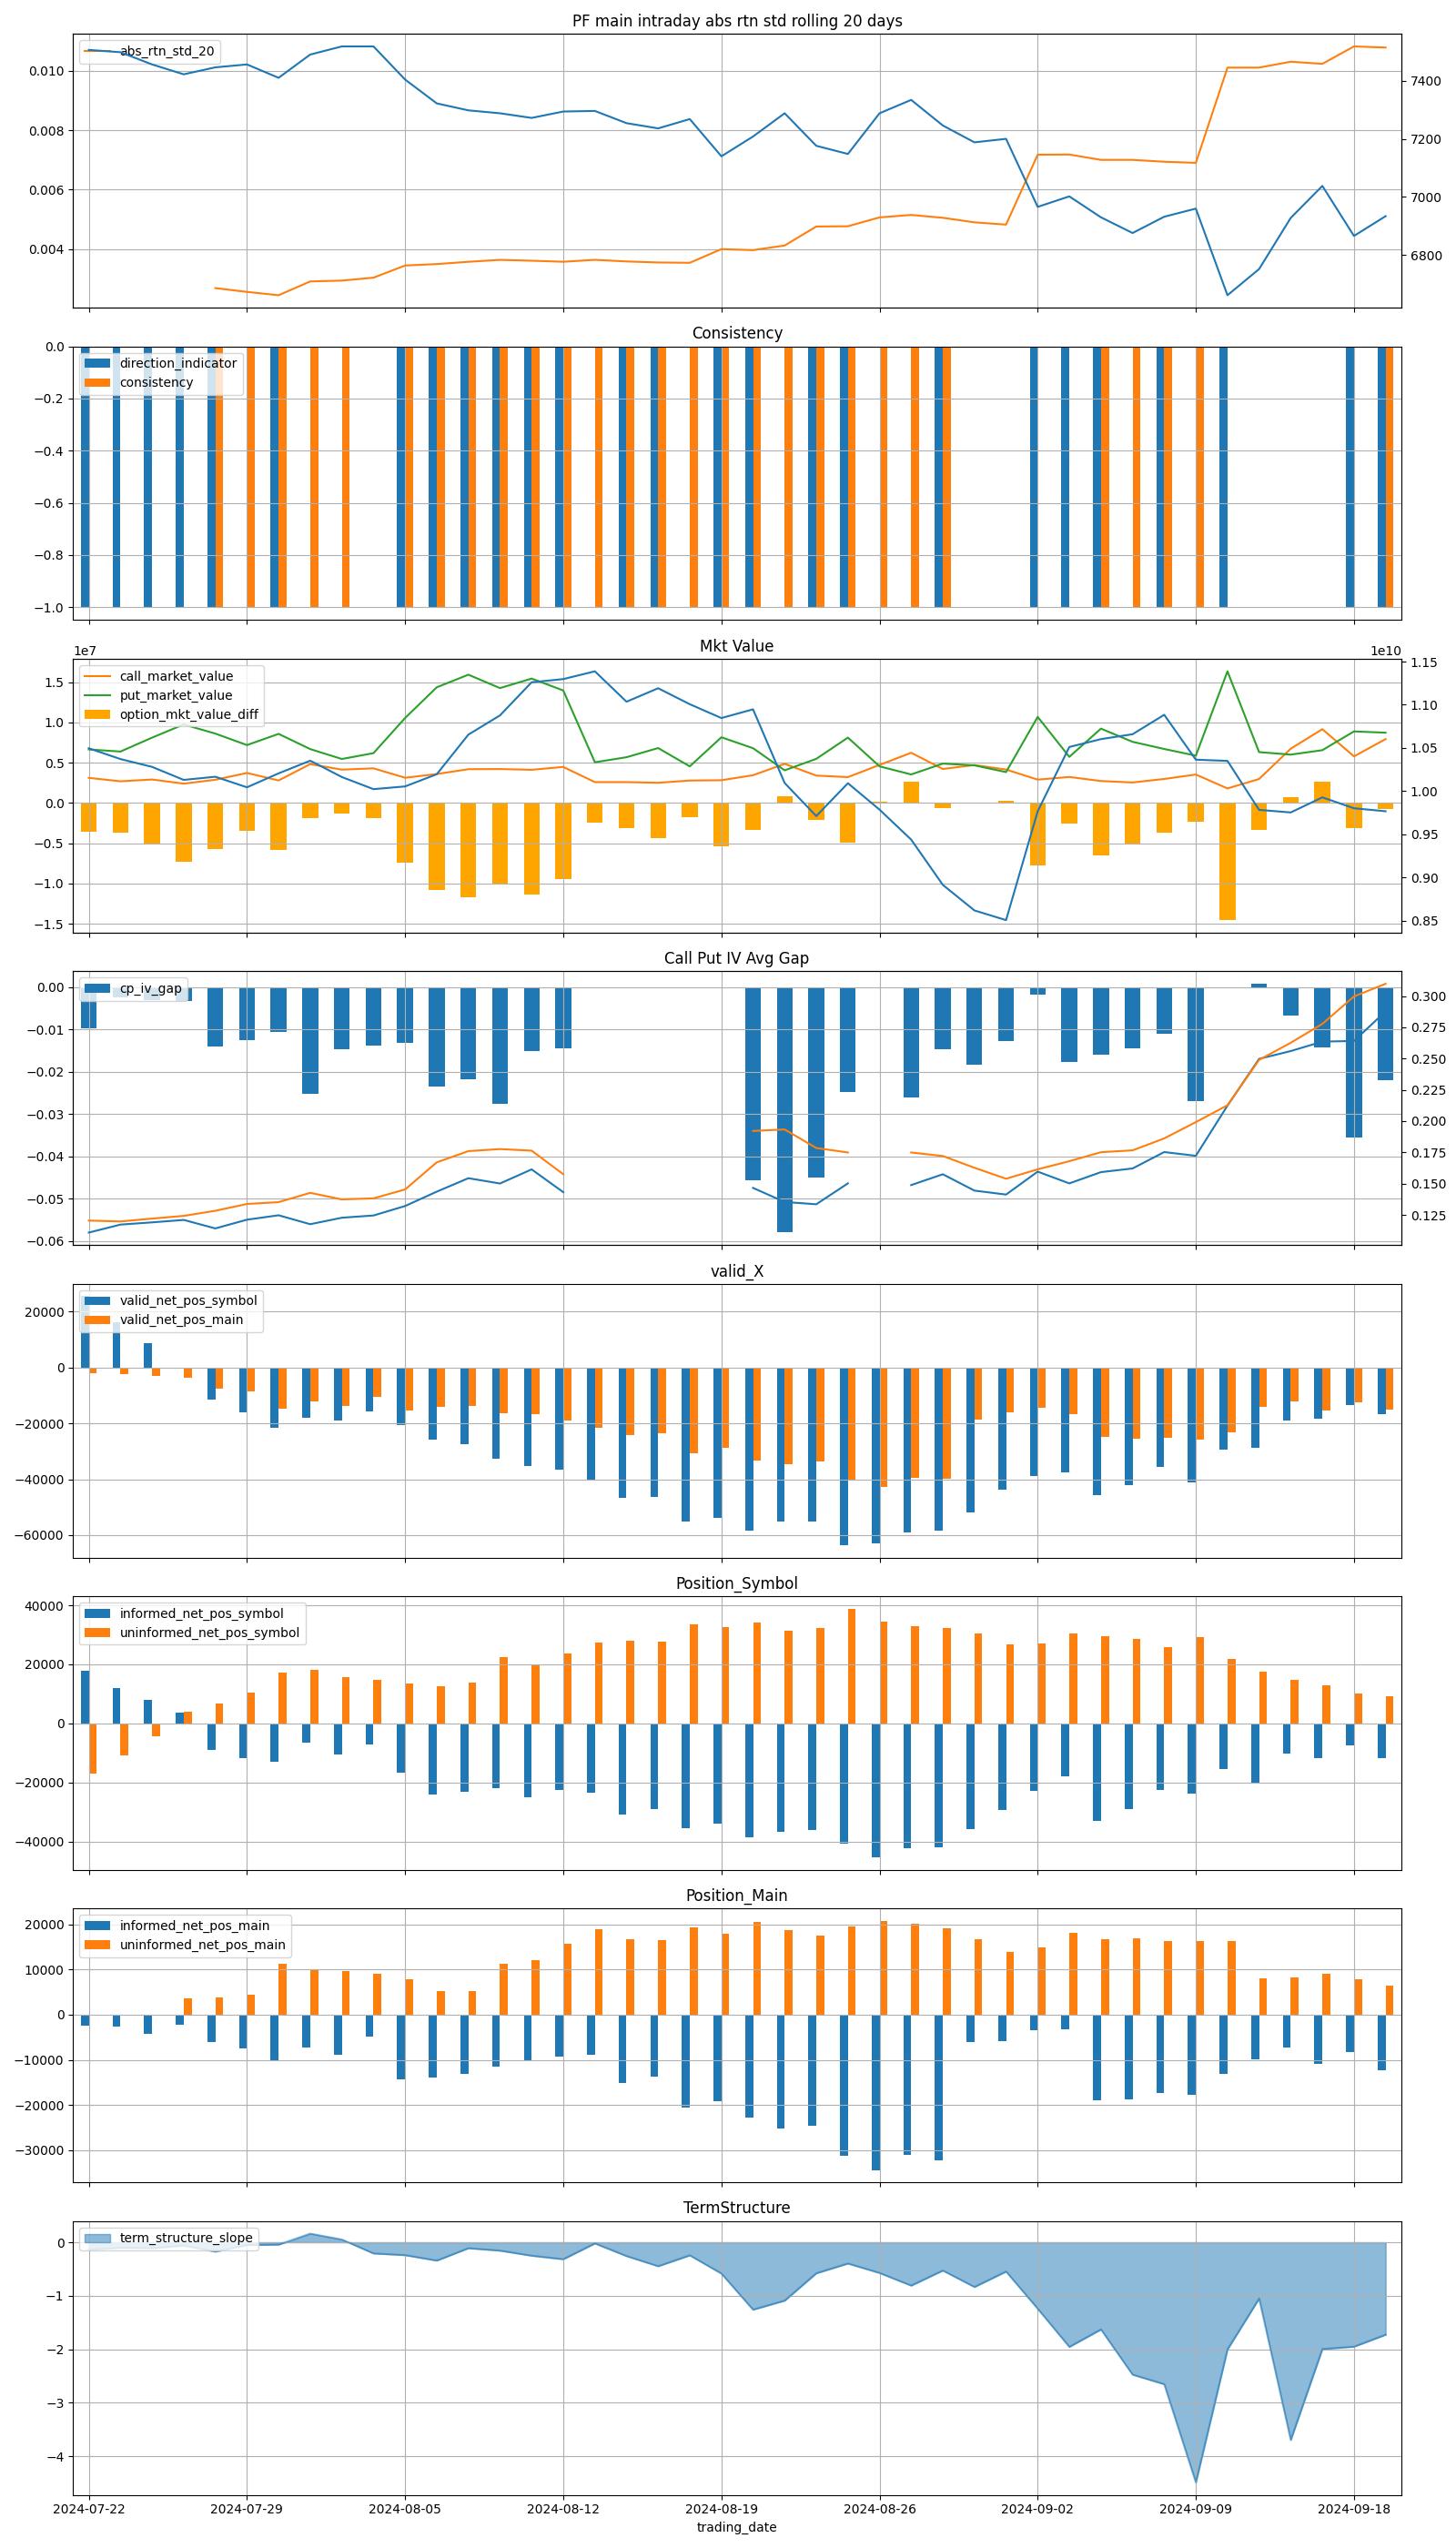 PF main intraday abs rtn std rolling 20 days
abs_rtn_std_20
0.010
0.008
0.006
0.004
7400
7200
7000
6800
Consistency
direction_indicator
consistency
0.0
−0.2
−0.4
−0.6
−0.8
−1.0
Mkt Value
1e7
1e10
call_market_value
put_market_value
option_mkt_value_diff
1.5
1.0
0.5
0.0
−0.5
−1.0
−1.5
1.15
1.10
1.05
1.00
0.95
0.90
0.85
Call Put IV Avg Gap
cp_iv_gap
0.00
−0.01
−0.02
−0.03
−0.04
−0.05
−0.06
0.300
0.275
0.250
0.225
0.200
0.175
0.150
0.125
valid_X
valid_net_pos_symbol
valid_net_pos_main
20000
0
−20000
−40000
−60000
Position_Symbol
informed_net_pos_symbol
uninformed_net_pos_symbol
40000
20000
0
−20000
−40000
Position_Main
informed_net_pos_main
uninformed_net_pos_main
20000
10000
0
−10000
−20000
−30000
TermStructure
term_structure_slope
0
−1
−2
−3
−4
2024-07-22 2024-07-29 2024-08-05 2024-08-12 2024-08-19 2024-08-26 2024-09-02 2024-09-09 2024-09-18
trading_date